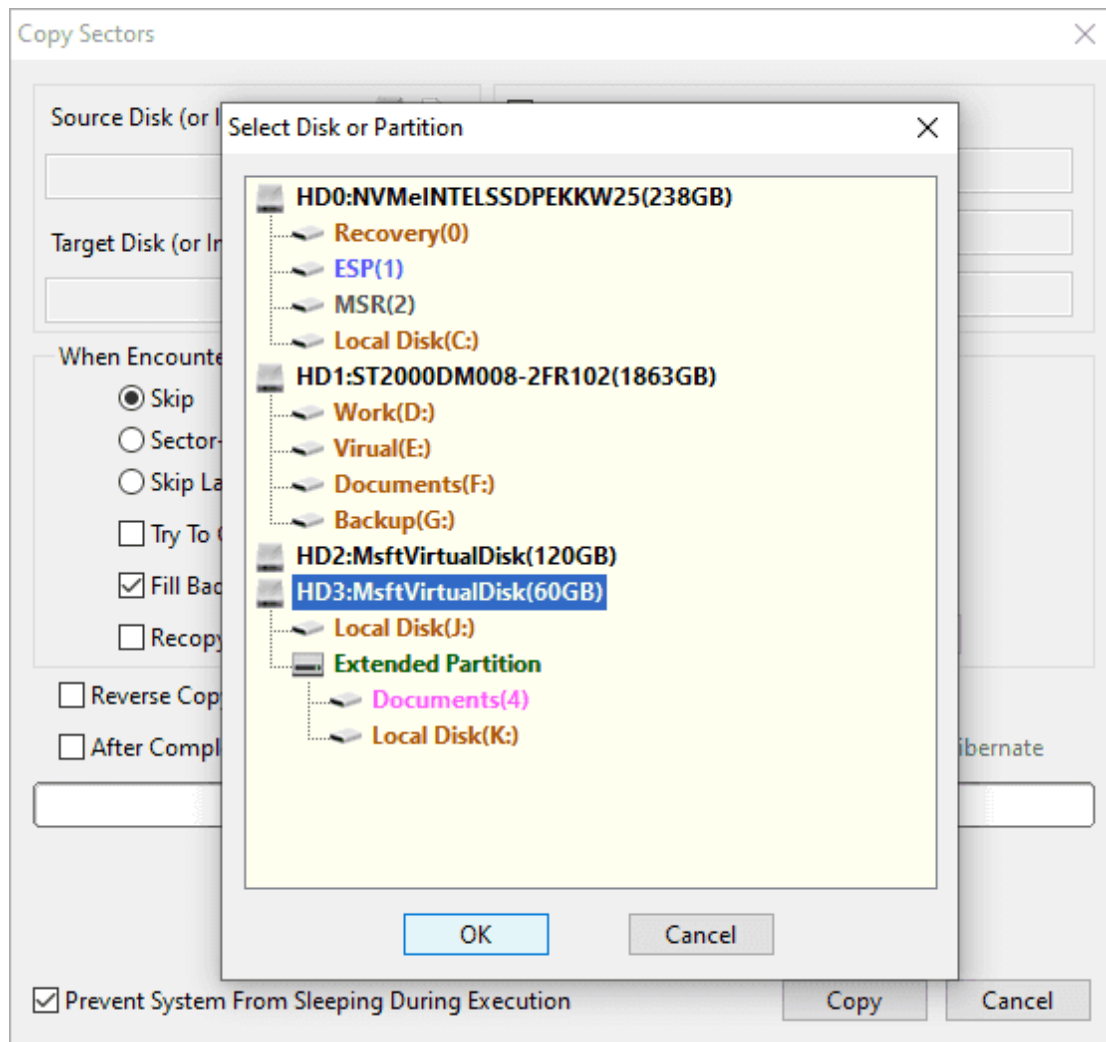 Copy Sectors
Source Disk (or I
Select Disk or Partition
HD0:NVMeINTELSSDPEKKW25(238GB)
Recovery(0)
Target Disk (or Ir
ESP(1)
MSR(2)
Local Disk(C:)
When Encounte
HD1:ST2000DM008-2FR102(1863GB)
Skip
Work(D:)
Sector-
Virual(E:)
Skip La
Documents(F:)
Backup(G:)
Try To
HD2:MsftVirtualDisk(120GB)
Fill Bac
HD3:MsftVirtualDisk(60GB)
Recopy
Local Disk(J:)
Extended Partition
Reverse Cop
Documents(4)
After Compl
Local Disk(K:)
ibernate
OK
Cancel
Prevent System From Sleeping During Execution
Copy
Cancel